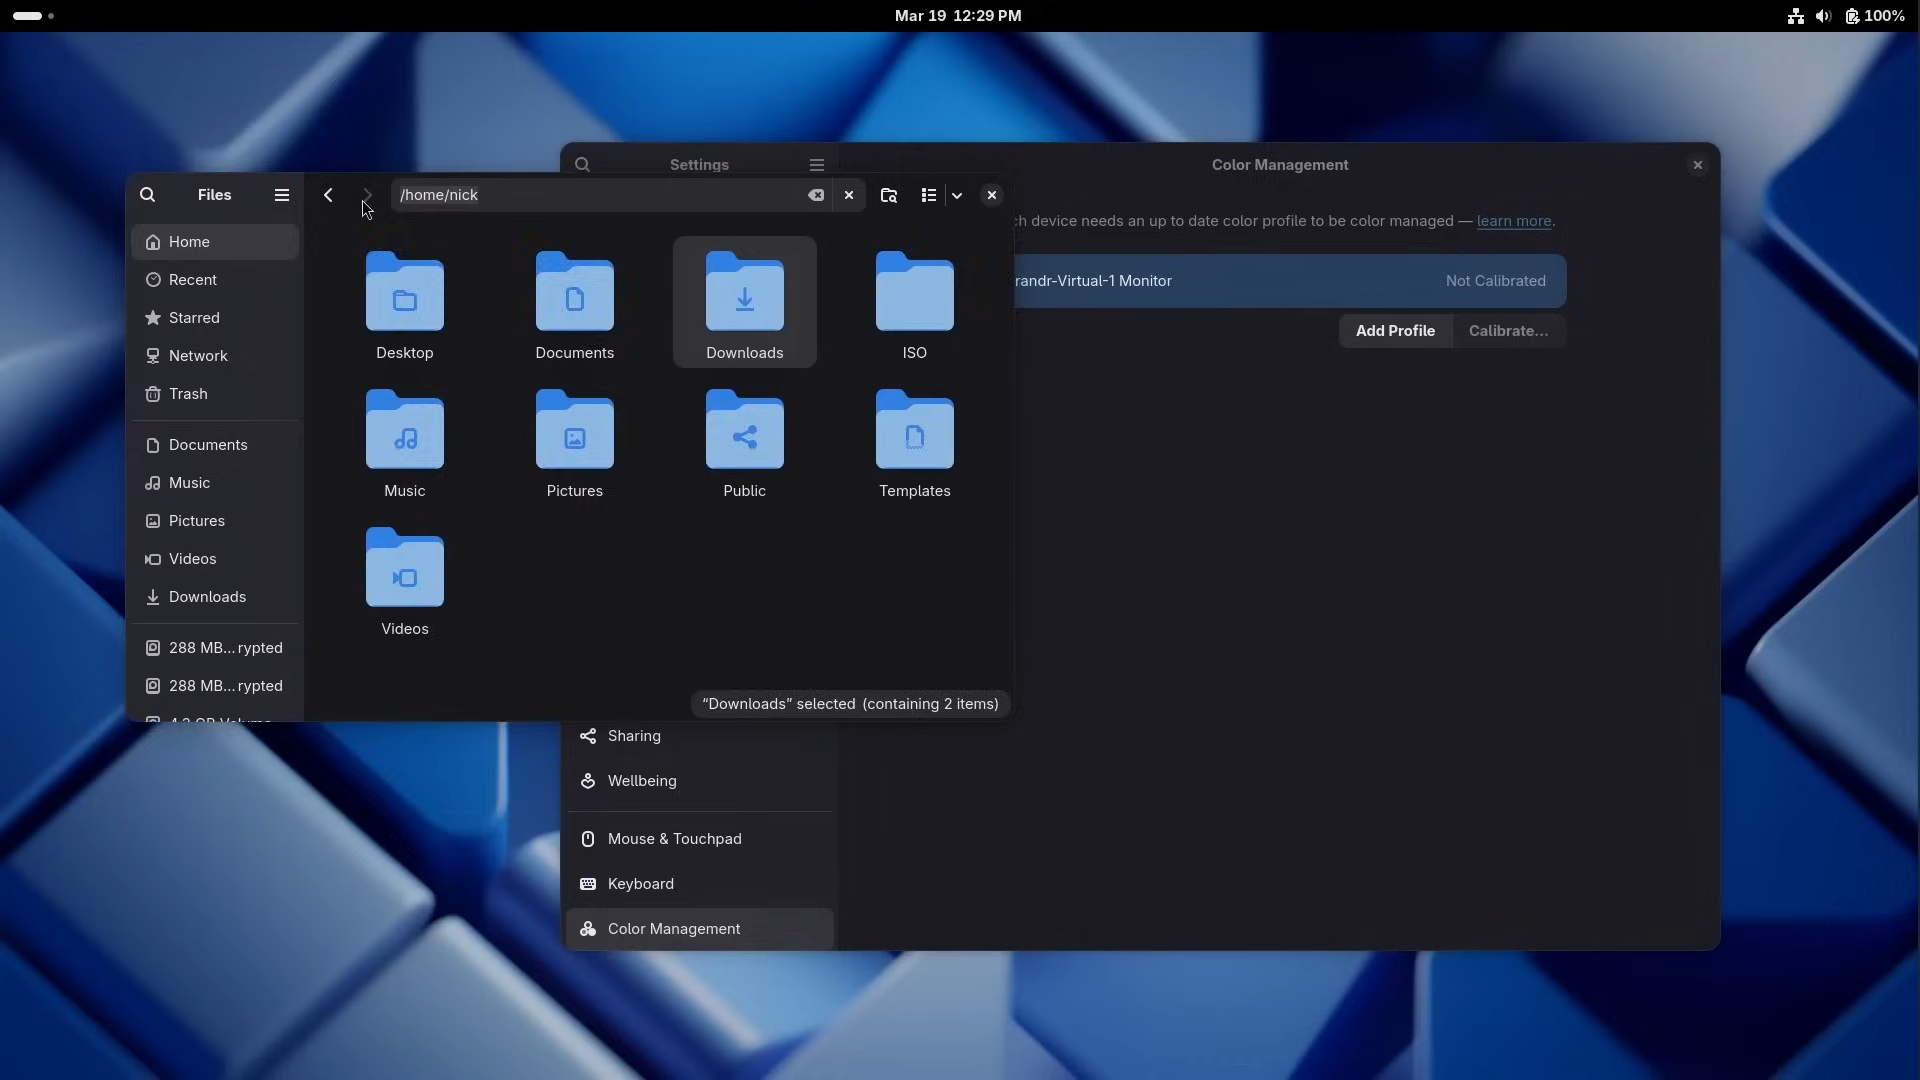 Mar 19 12:29 PM
100%
Settings
Color Management
Files
/home/nick
ch device needs an up to date color profile to be color managed — learn more.
Home
Recent
Starred
Network
Trash
Documents
Music
Pictures
Videos
Downloads
288 MB...rypted
288 MB...rypted
Desktop
Documents
Downloads
ISO
Music
Pictures
Public
Templates
Videos
“Downloads” selected (containing 2 items)
randr-Virtual-1 Monitor
Not Calibrated
Add Profile
Calibrate...
Sharing
Wellbeing
Mouse & Touchpad
Keyboard
Color Management